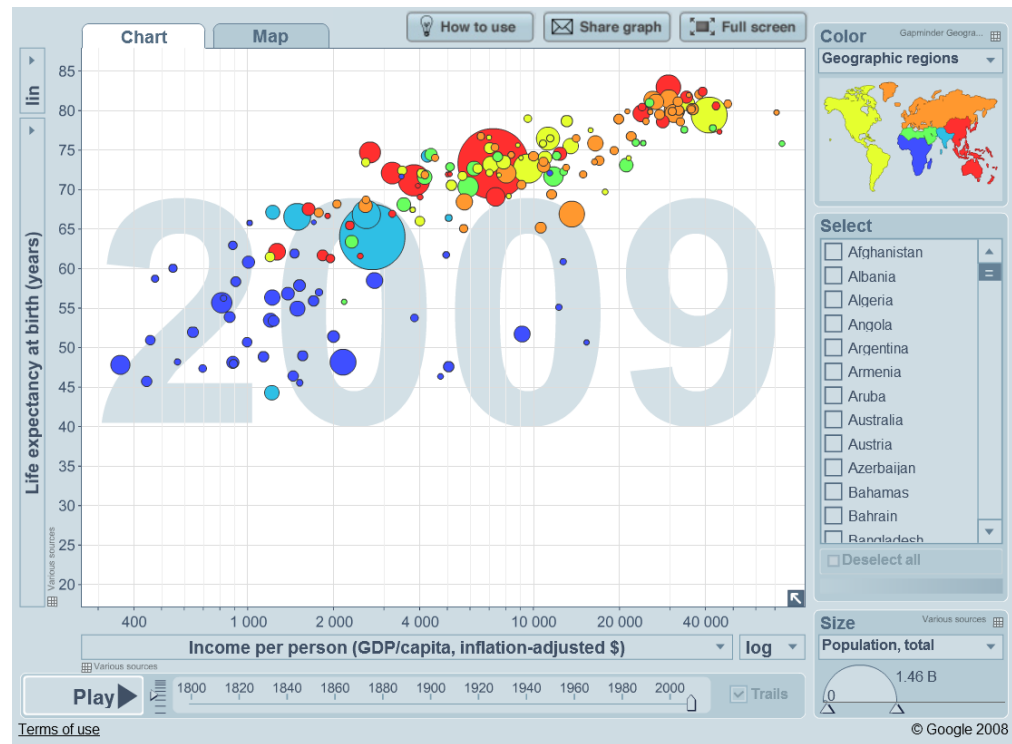 Chart
Map
How to use
Share graph
Full screen
Color
Gapminder Geogra...
Geographic regions
lin
Life expectancy at birth (years)
Various sources
85
80
75
70
65
60
55
50
45
40
35
30
25
20
2009
400
1 000
2 000
4 000
10 000
20 000
40 000
Income per person (GDP/capita, inflation-adjusted $)
log
Various sources
Select
Afghanistan
Albania
Algeria
Angola
Argentina
Armenia
Aruba
Australia
Austria
Azerbaijan
Bahamas
Bahrain
Bangladesh
Deselect all
Size
Various sources
Population, total
1.46 B
0
Play
1800 1820 1840 1860 1880 1900 1920 1940 1960 1980 2000
Trails
Terms of use
© Google 2008